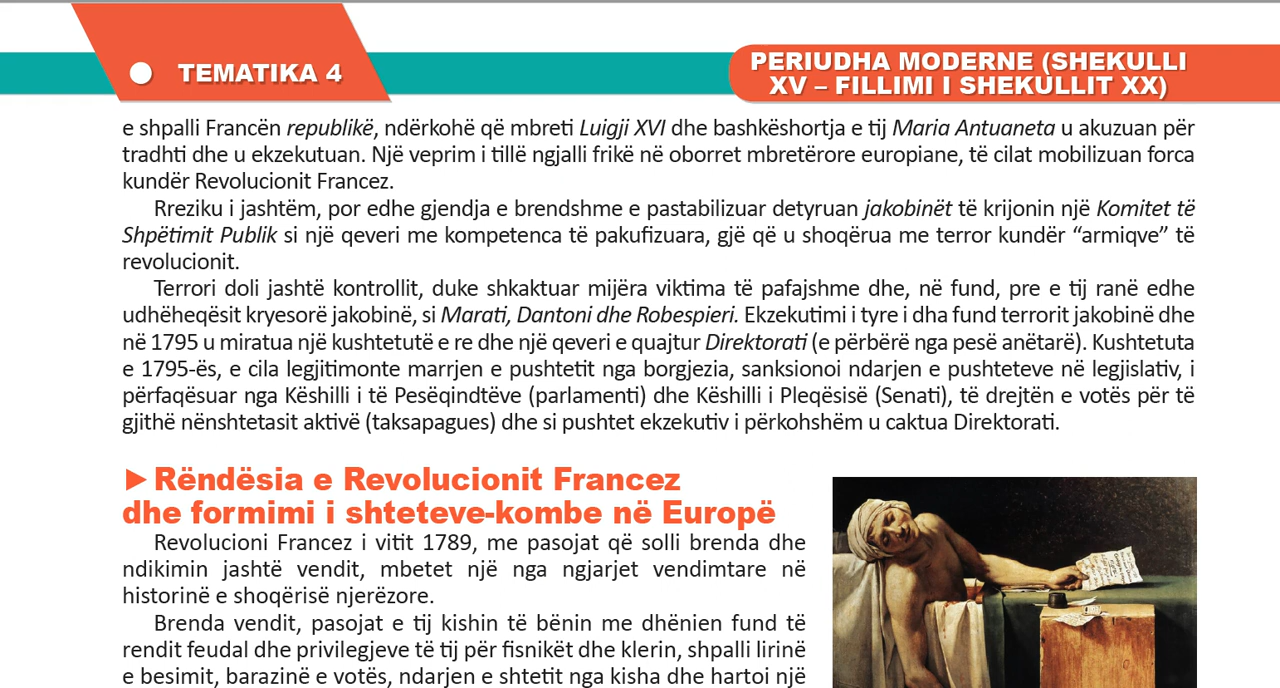 TEMATIKA 4
PERIUDHA MODERNE (SHEKULLI
XV – FILLIMI I SHEKULLIT XX)
e shpalli Francën republikë, ndërkohë që mbreti Luigji XVI dhe bashkëshortja e tij Maria Antuaneta u akuzuan për
tradhti dhe u ekzekutuan. Një veprim i tillë ngjalli frikë në oborret mbretërore europiane, të cilat mobilizuan forca
kundër Revolucionit Francez.
Rreziku i jashtëm, por edhe gjendja e brendshme e pastabilizuar detyruan jakobinët të krijonin një Komitet të
Shpëtimit Publik si një qeveri me kompetenca të pakufizuara, gjë që u shoqërua me terror kundër “armiqve” të
revolucionit.
Terrori doli jashtë kontrollit, duke shkaktuar mijëra viktima të pafajshme dhe, në fund, pre e tij ranë edhe
udhëheqësit kryesorë jakobinë, si Marati, Dantoni dhe Robespieri. Ekzekutimi i tyre i dha fund terrorit jakobinë dhe
në 1795 u miratua një kushtetutë e re dhe një qeveri e quajtur Direktorati (e përbërë nga pesë anëtarë). Kushtetuta
e 1795-ës, e cila legjitimonte marrjen e pushtetit nga borgjezia, sanksionoi ndarjen e pushteteve në legjislativ, i
përfaqësuar nga Këshilli i të Pesëqindtëve (parlamenti) dhe Këshilli i Pleqësisë (Senati), të drejtën e votës për të
gjithë nënshtetasit aktivë (taksapagues) dhe si pushtet ekzekutiv i përkohshëm u caktua Direktorati.
►Rëndësia e Revolucionit Francez
dhe formimi i shteteve-kombe në Europë
Revolucioni Francez i vitit 1789, me pasojat që solli brenda dhe
ndikimin jashtë vendit, mbetet një nga ngjarjet vendimtare në
historinë e shoqërisë njerëzore.
Brenda vendit, pasojat e tij kishin të bënin me dhënien fund të
rendit feudal dhe privilegjeve të tij për fisnikët dhe klerin, shpalli lirinë
e besimit, barazinë e votës, ndarjen e shtetit nga kisha dhe hartoi një